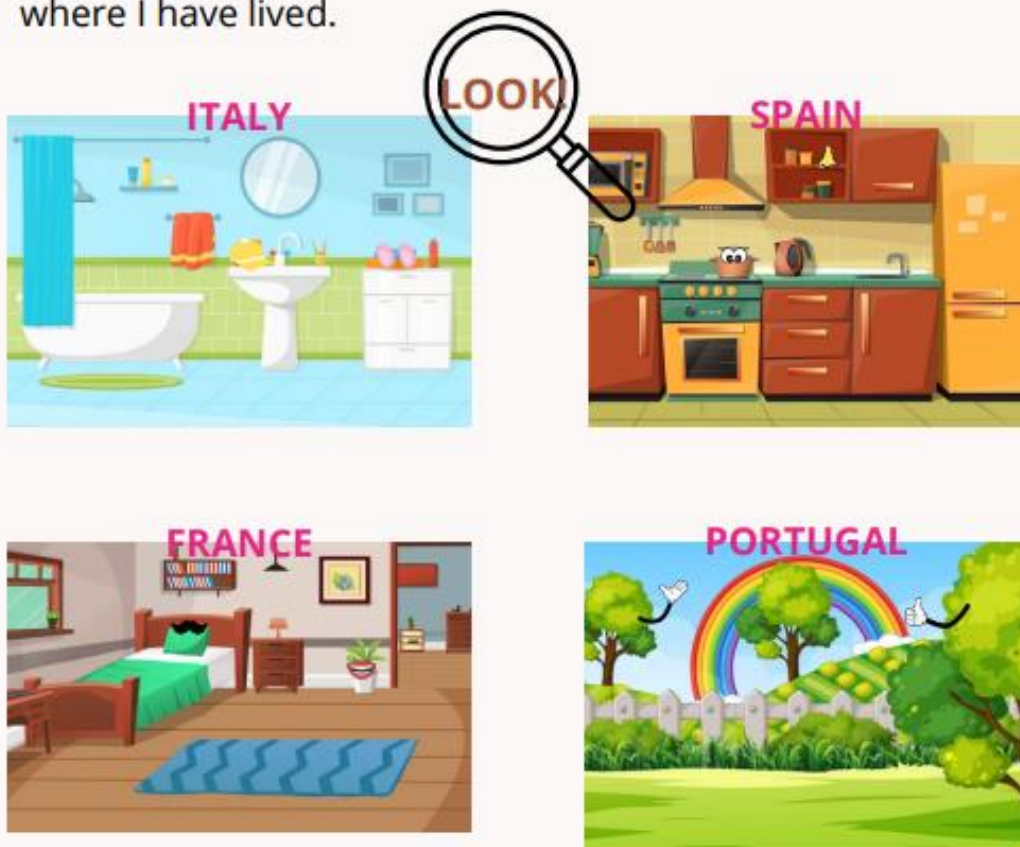 where I have lived.
LOOK!
ITALY
SPAIN
FRANCE
PORTUGAL